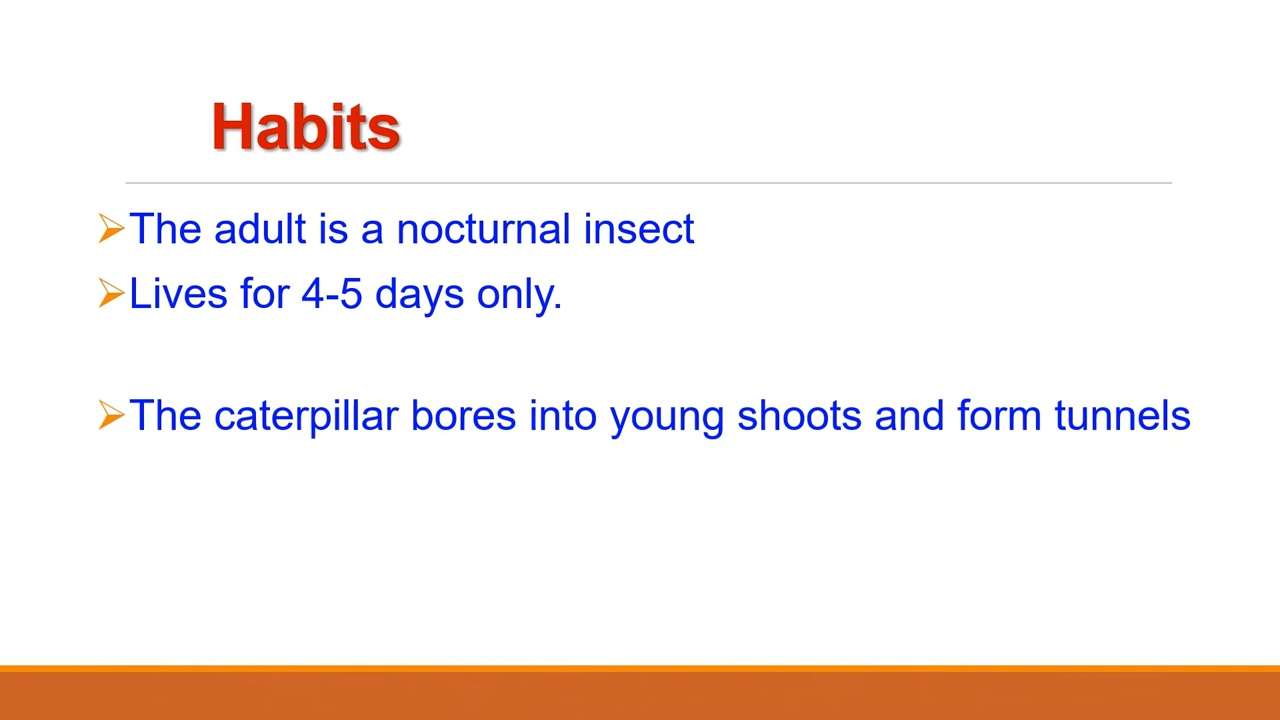 Habits
The adult is a nocturnal insect
Lives for 4-5 days only.
The caterpillar bores into young shoots and form tunnels